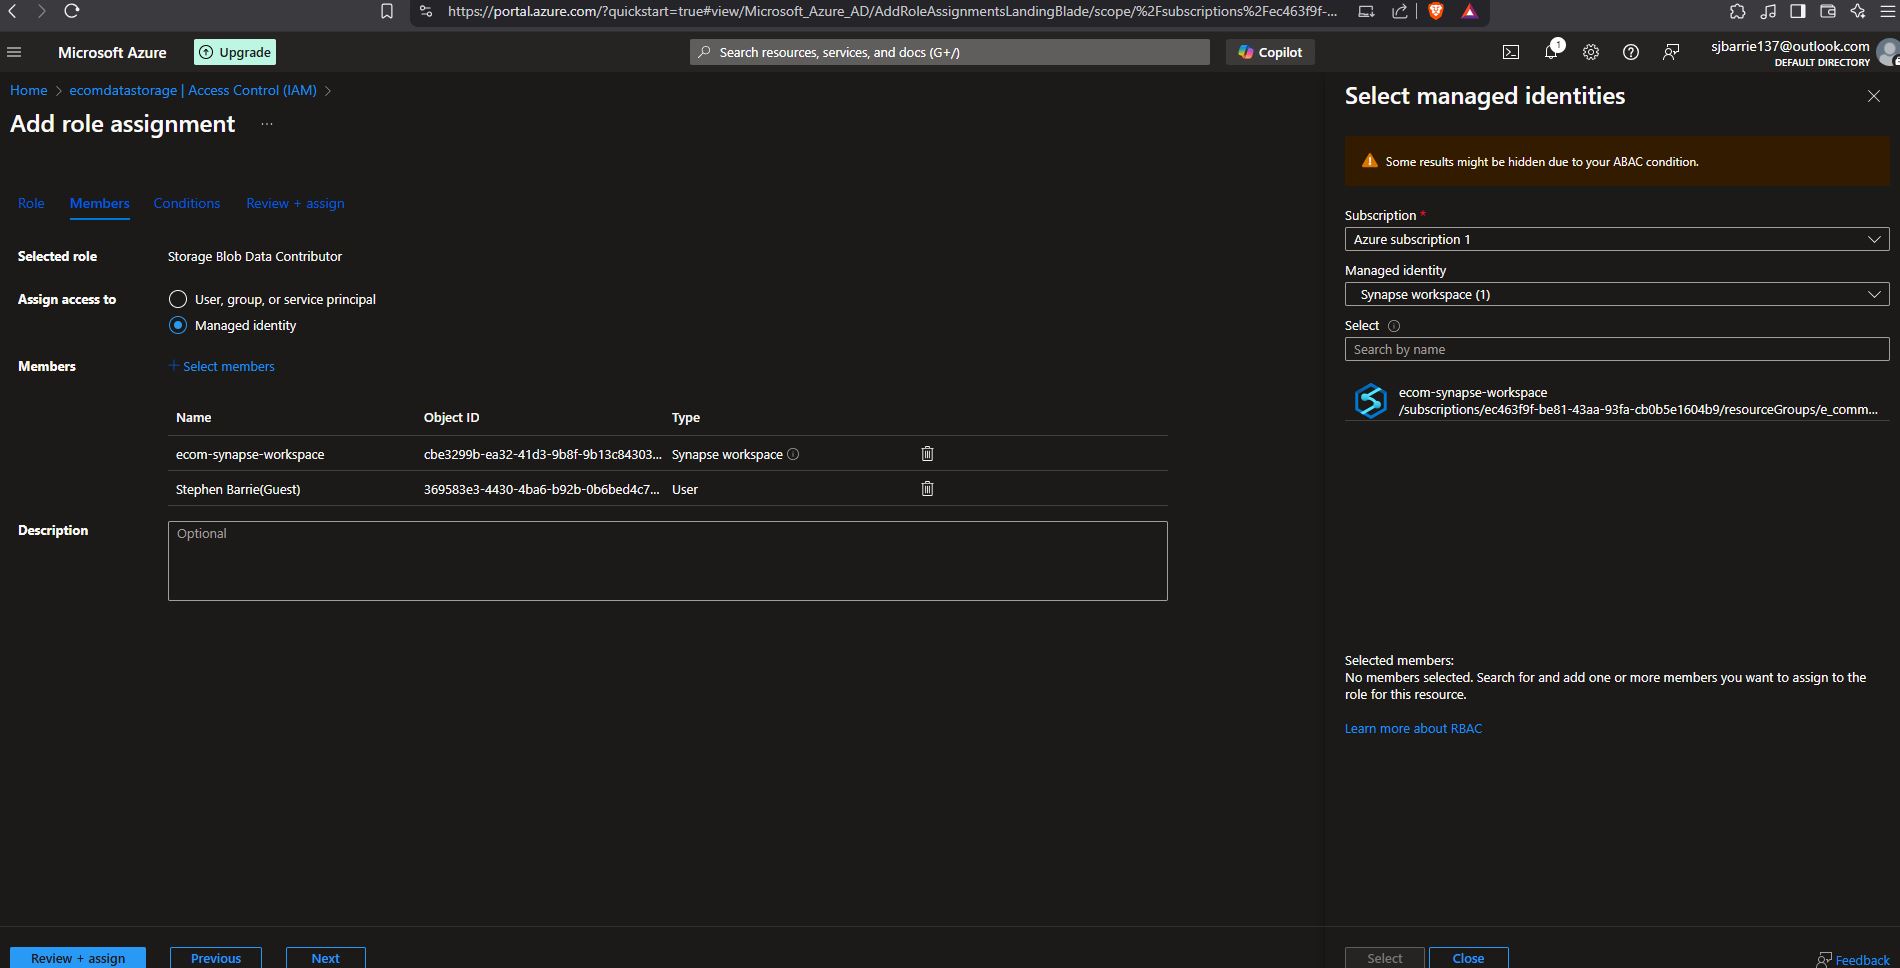 https://portal.azure.com/?quickstart=true#view/Microsoft_Azure_AD/AddRoleAssignmentsLandingBlade/scope/%2Fsubscriptions%2Fec463f9f-...
Microsoft Azure
Upgrade
Search resources, services, and docs (G+/)
Copilot
1
sjbarrie137@outlook.com
DEFAULT DIRECTORY
Home > ecomdatastorage | Access Control (IAM) >
Add role assignment ...
Role Members Conditions Review + assign
Selected role Storage Blob Data Contributor
Assign access to User, group, or service principal
Managed identity
Members + Select members
Name Object ID Type
ecom-synapse-workspace cbe3299b-ea32-41d3-9b8f-9b13c84303... Synapse workspace
Stephen Barrie(Guest) 369583e3-4430-4ba6-b92b-0b6bed4c7... User
Description Optional
Review + assign Previous Next
Select managed identities
Some results might be hidden due to your ABAC condition.
Subscription *
Azure subscription 1
Managed identity
Synapse workspace (1)
Select
Search by name
ecom-synapse-workspace
/subscriptions/ec463f9f-be81-43aa-93fa-cb0b5e1604b9/resourceGroups/e_comm...
Selected members:
No members selected. Search for and add one or more members you want to assign to the
role for this resource.
Learn more about RBAC
Select Close Feedback